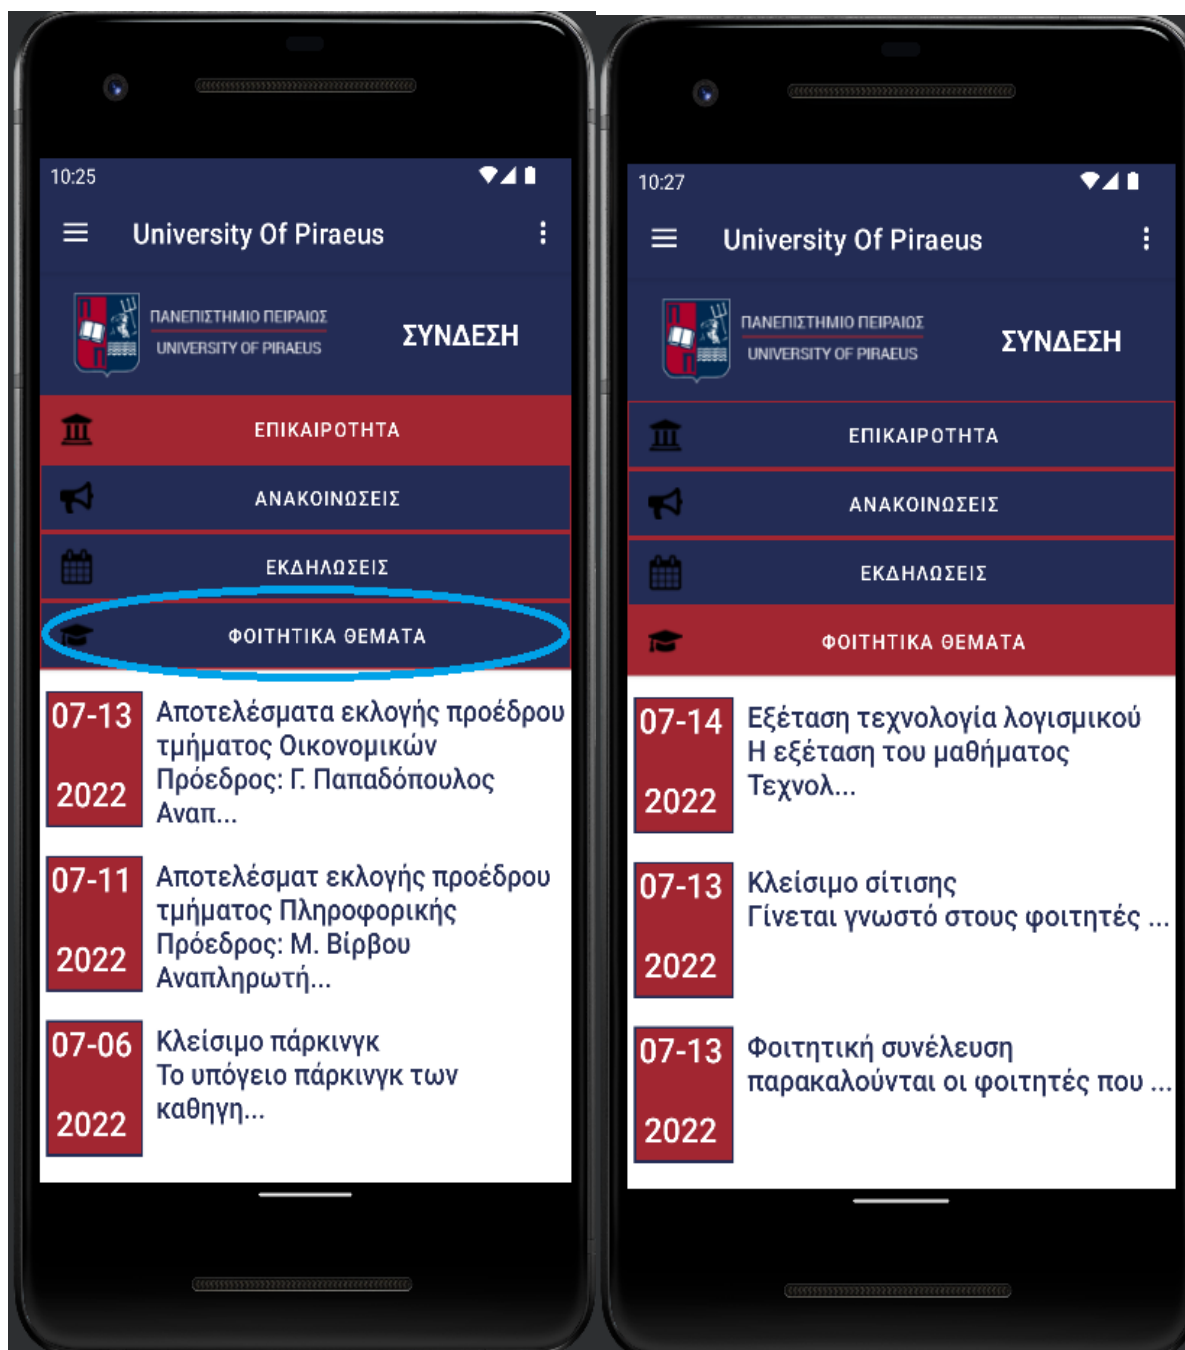 10:25
University Of Piraeus
ΠΑΝΕΠΙΣΤΗΜΙΟ ΠΕΙΡΑΙΩΣ
UNIVERSITY OF PIRAEUS
ΣΥΝΔΕΣΗ
ΕΠΙΚΑΙΡΟΤΗΤΑ
ΑΝΑΚΟΙΝΩΣΕΙΣ
ΕΚΔΗΛΩΣΕΙΣ
ΦΟΙΤΗΤΙΚΑ ΘΕΜΑΤΑ
07-13
2022
Αποτελέσματα εκλογής προέδρου
τμήματος Οικονομικών
Πρόεδρος: Γ. Παπαδόπουλος
Αναπ...
07-11
2022
Αποτελέσματ εκλογής προέδρου
τμήματος Πληροφορικής
Πρόεδρος: Μ. Βίρβου
Αναπληρωτή...
07-06
2022
Κλείσιμο πάρκινγκ
Το υπόγειο πάρκινγκ των
καθηγη...
10:27
University Of Piraeus
ΠΑΝΕΠΙΣΤΗΜΙΟ ΠΕΙΡΑΙΩΣ
UNIVERSITY OF PIRAEUS
ΣΥΝΔΕΣΗ
ΕΠΙΚΑΙΡΟΤΗΤΑ
ΑΝΑΚΟΙΝΩΣΕΙΣ
ΕΚΔΗΛΩΣΕΙΣ
ΦΟΙΤΗΤΙΚΑ ΘΕΜΑΤΑ
07-14
2022
Εξέταση τεχνολογία λογισμικού
Η εξέταση του μαθήματος
Τεχνολ...
07-13
2022
Κλείσιμο σίτισης
Γίνεται γνωστό στους φοιτητές ...
07-13
2022
Φοιτητική συνέλευση
παρακαλούνται οι φοιτητές που ...